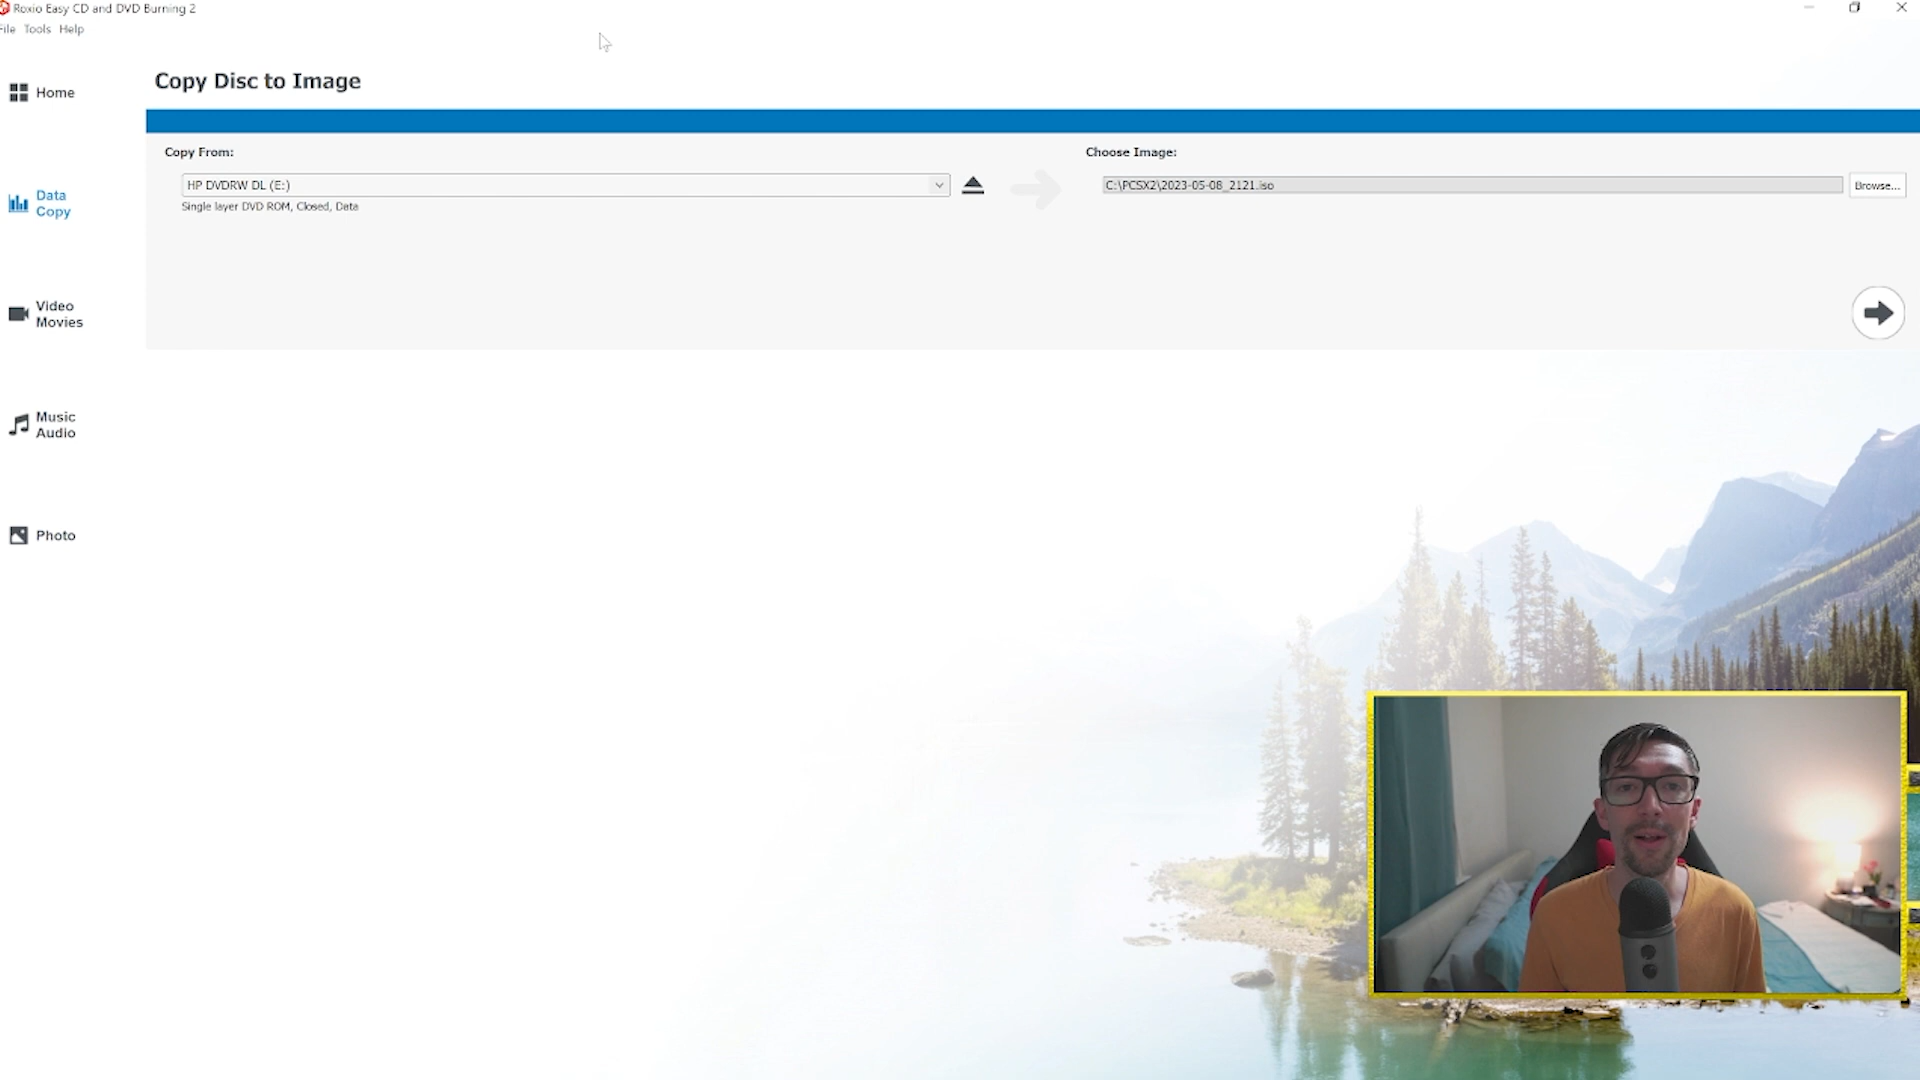 Roxio Easy CD and DVD Burning 2
File Tools Help
Home
Copy Disc to Image
Copy From:
HP DVDRW DL (E:)
Single layer DVD ROM, Closed, Data
Choose Image:
C:\PCSX2\2023-05-08_2121.iso
Browse...
Data
Copy
Video
Movies
Music
Audio
Photo